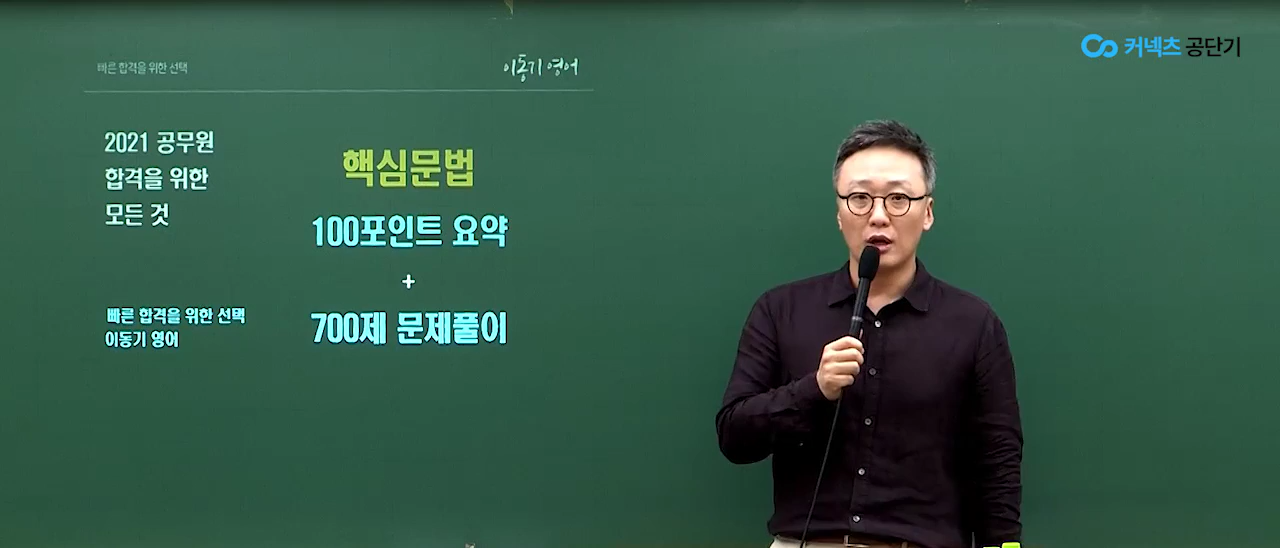 커넥츠 공단기
빠른 합격을 위한 선택
이동기 영어
2021 공무원
합격을 위한
모든 것
핵심문법
100포인트 요약
+
700제 문제풀이
빠른 합격을 위한 선택
이동기 영어